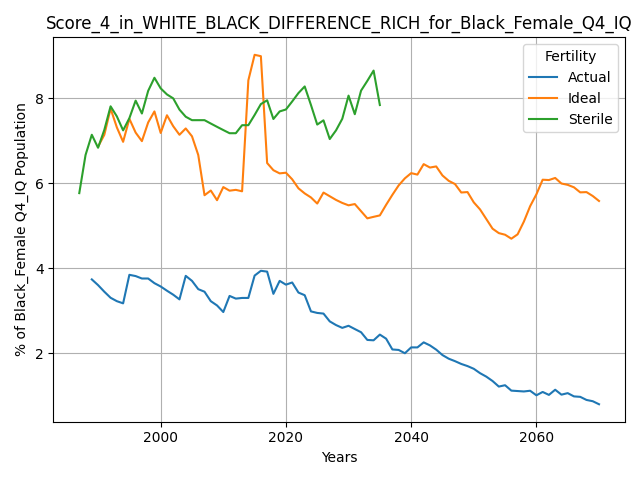 Score_4_in_WHITE_BLACK_DIFFERENCE_RICH_for_Black_Female_Q4_IQ
Fertility
Actual
Ideal
Sterile
% of Black_Female Q4_IQ Population
8
6
4
2
2000
2020
2040
2060
Years